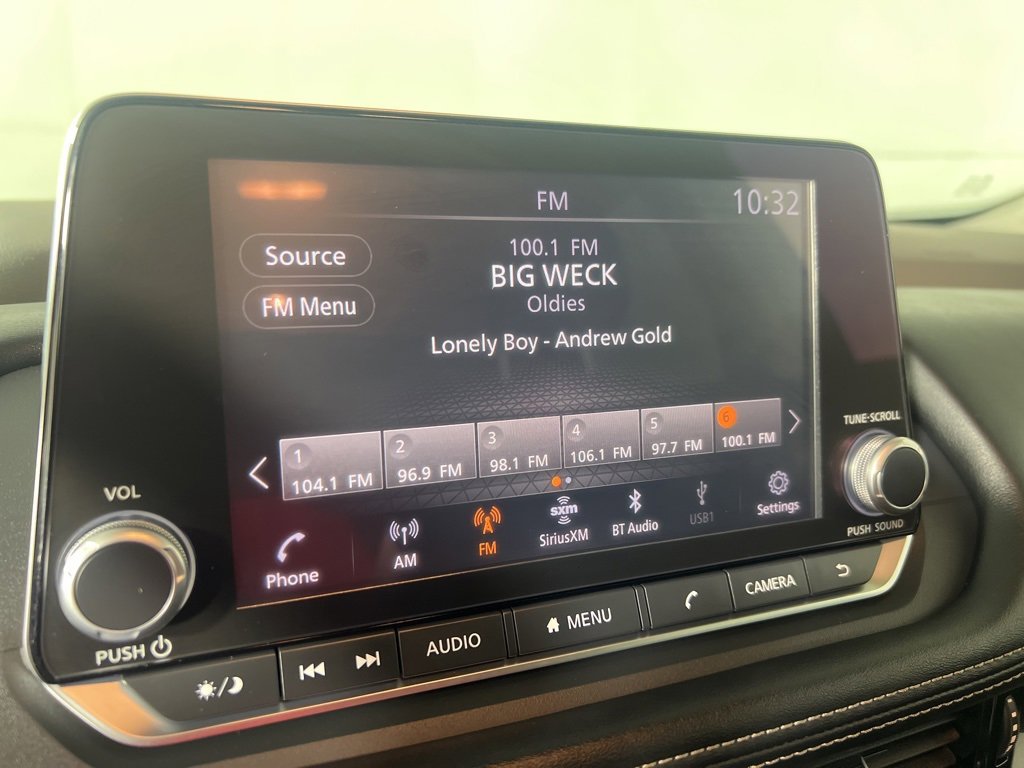 FM
10:32
Source
FM Menu
100.1 FM
BIG WECK
Oldies
Lonely Boy - Andrew Gold
1
104.1 FM
2
96.9 FM
3
98.1 FM
4
106.1 FM
5
97.7 FM
6
100.1 FM
Phone
AM
FM
sxm
SiriusXM
BT Audio
USB1
Settings
VOL
PUSH
TUNE-SCROLL
PUSH SOUND
AUDIO
MENU
CAMERA